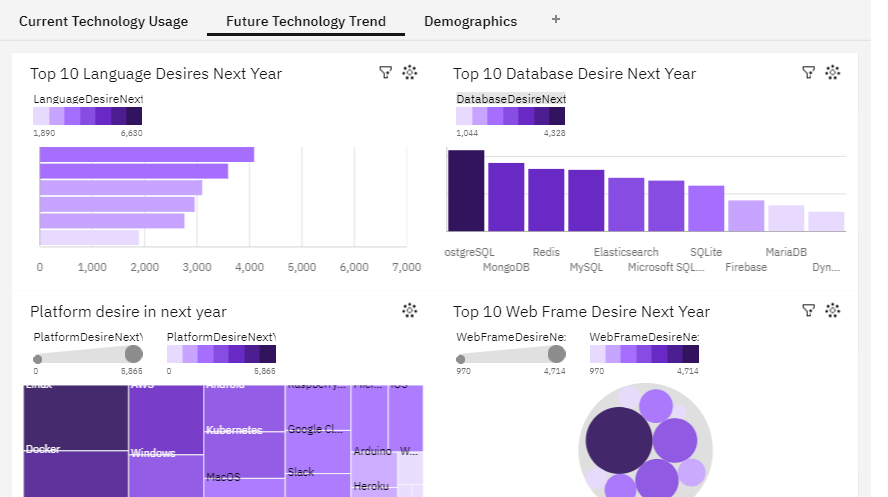 Current Technology Usage
Future Technology Trend
Demographics
+
Top 10 Language Desires Next Year
LanguageDesireNext
1,890
6,630
0
1,000
2,000
3,000
4,000
5,000
6,000
7,000
Top 10 Database Desire Next Year
DatabaseDesireNext
1,044
4,328
ostgreSQL
Redis
Elasticsearch
SQLite
MariaDB
MongoDB
MySQL
Microsoft SQL...
Firebase
Dyn...
Platform desire in next year
PlatformDesireNextY
PlatformDesireNextY
0
5,865
0
5,865
Linux
AWS
Android
Raspberry...
iOS
Docker
Windows
Kubernetes
MacOS
Google Cl...
Slack
Arduino
W...
Heroku
Top 10 Web Frame Desire Next Year
WebFrameDesireNe
WebFrameDesireNe
970
4,714
970
4,714